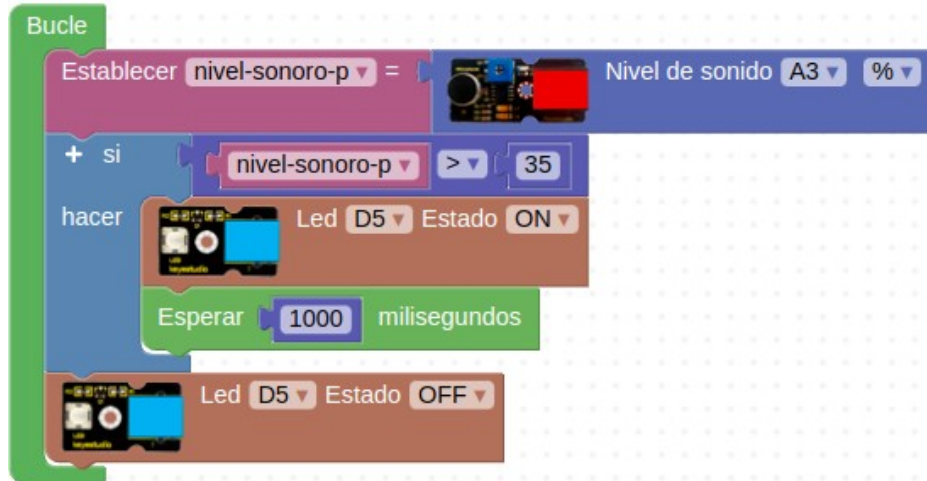 Bucle
Establecer nivel-sonoro-p = Nivel de sonido A3 %
+ si nivel-sonoro-p > 35
hacer Led D5 Estado ON
Esperar 1000 milisegundos
Led D5 Estado OFF